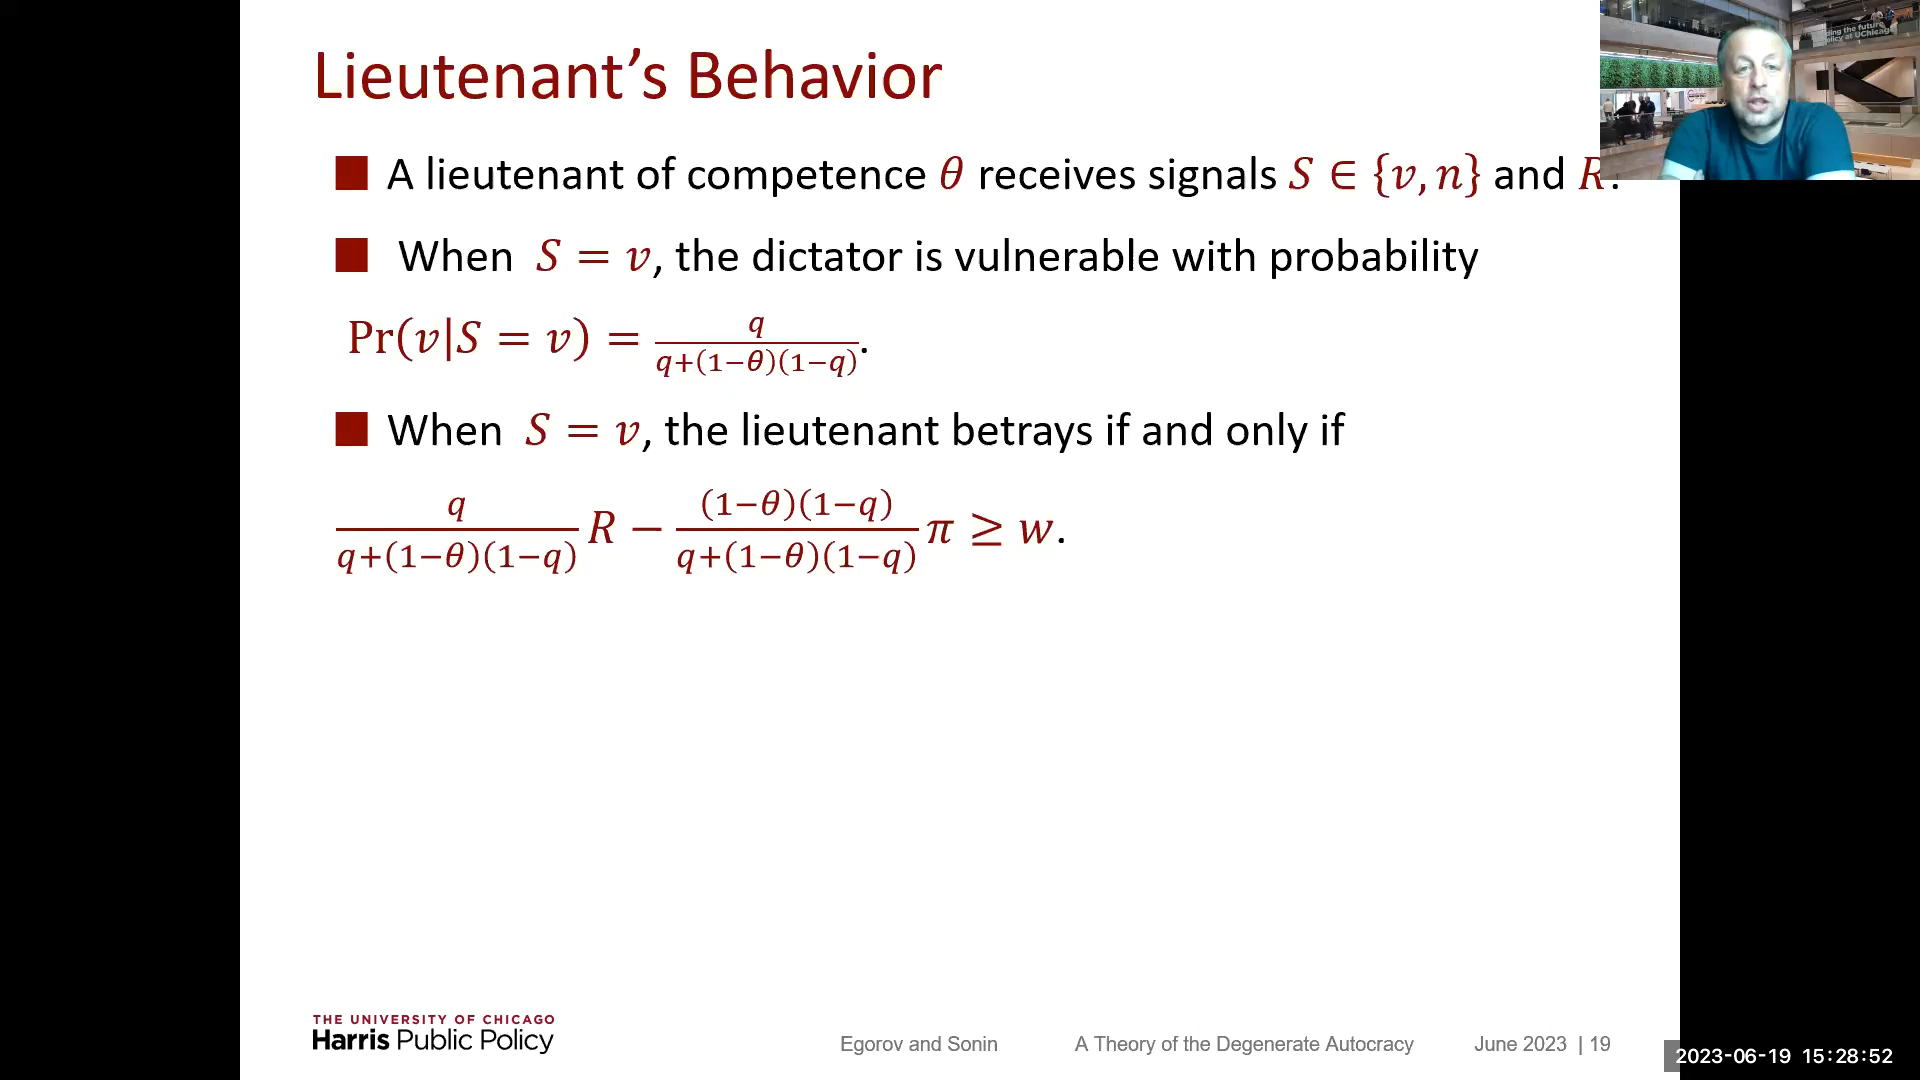 Lieutenant’s Behavior
A lieutenant of competence θ receives signals S ∈ {v, n} and R.
When S = v, the dictator is vulnerable with probability
Pr(v|S = v) = q / (q+(1−θ)(1−q)).
When S = v, the lieutenant betrays if and only if
q / (q+(1−θ)(1−q)) R − (1−θ)(1−q) / (q+(1−θ)(1−q)) π ≥ w.
THE UNIVERSITY OF CHICAGO
Harris Public Policy
Egorov and Sonin A Theory of the Degenerate Autocracy June 2023 | 19
2023-06-19 15:28:52